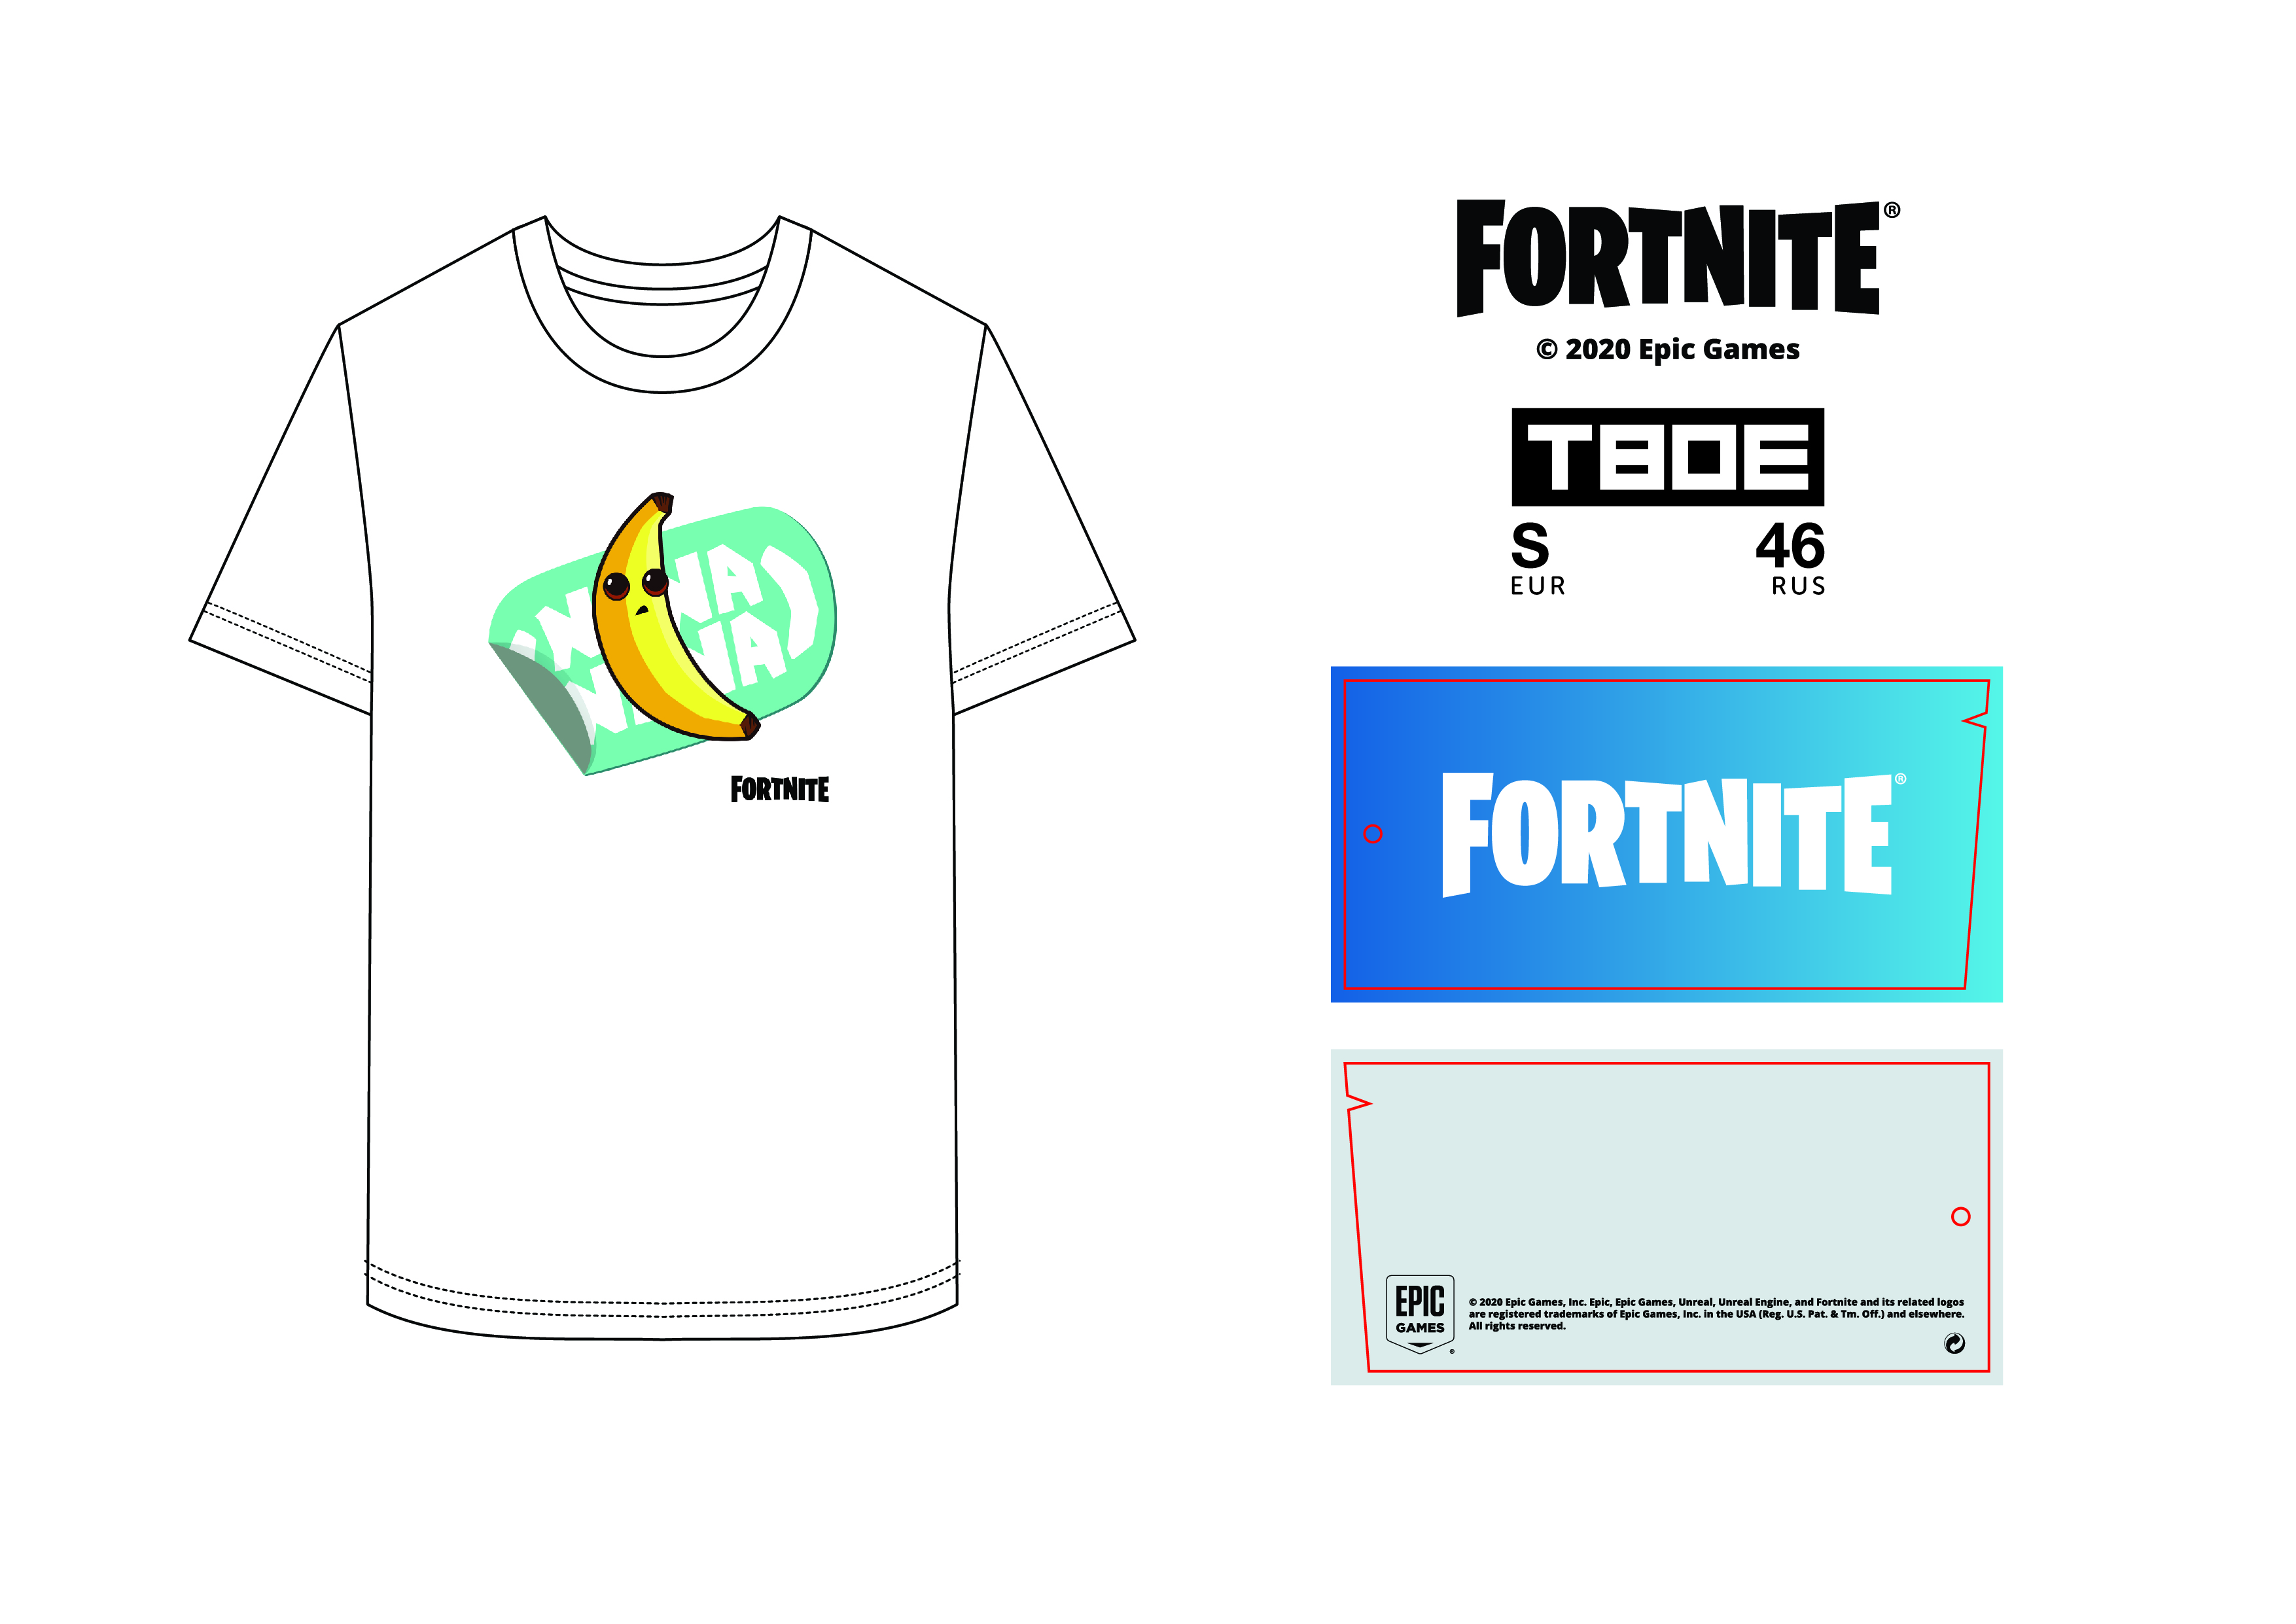 FORTNITE
FORTNITE®
© 2020 Epic Games
ТВОЕ
S 46
EUR RUS
FORTNITE®
EPIC
GAMES
®
© 2020 Epic Games, Inc. Epic, Epic Games, Unreal, Unreal Engine, and Fortnite and its related logos
are registered trademarks of Epic Games, Inc. in the USA (Reg. U.S. Pat. & Tm. Off.) and elsewhere.
All rights reserved.